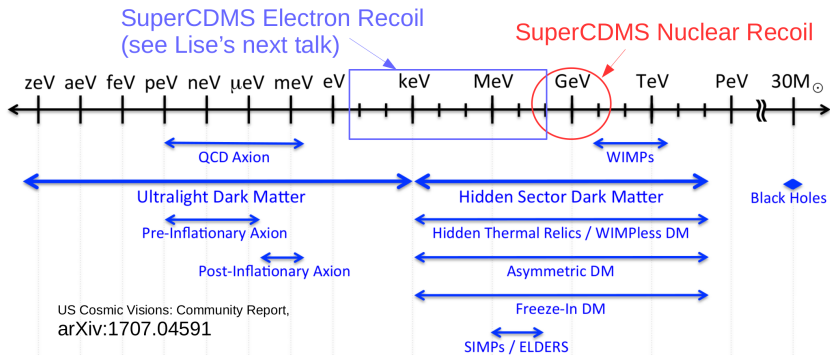 SuperCDMS Electron Recoil
(see Lise's next talk)
SuperCDMS Nuclear Recoil
zeV aeV feV peV neV μeV meV eV keV MeV GeV TeV PeV 30M☉
QCD Axion
WIMPs
Ultralight Dark Matter
Hidden Sector Dark Matter
Black Holes
Pre-Inflationary Axion
Hidden Thermal Relics / WIMPless DM
Post-Inflationary Axion
Asymmetric DM
Freeze-In DM
US Cosmic Visions: Community Report,
arXiv:1707.04591
SIMPs / ELDERS